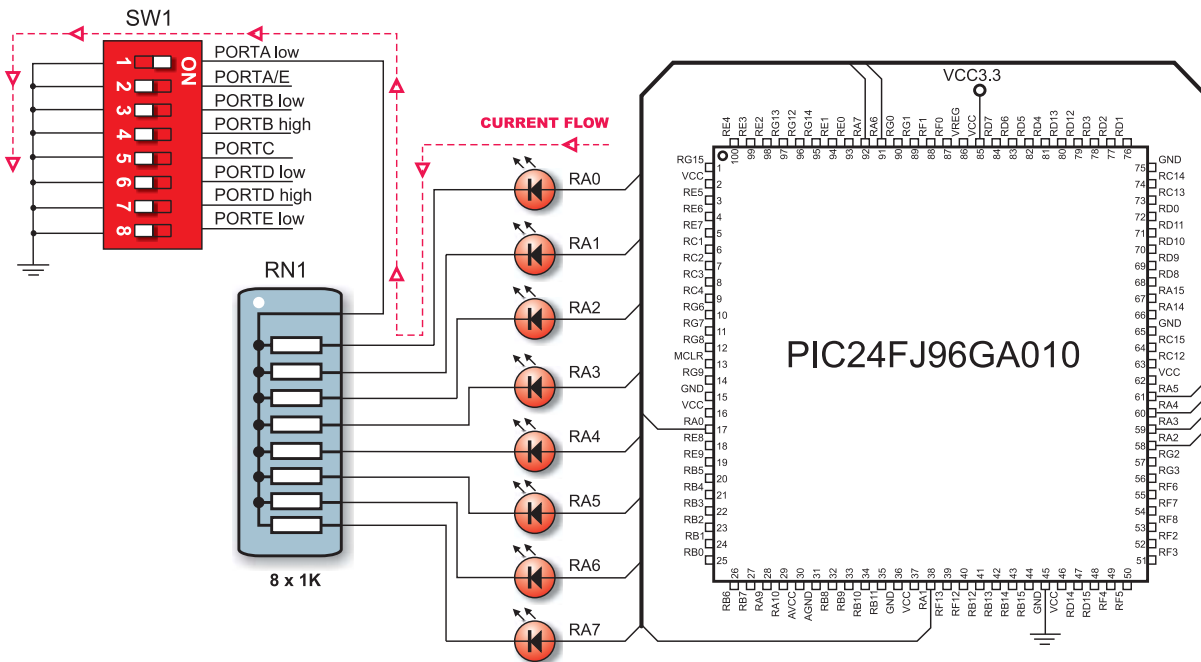 SW1
ON
1
2
3
4
5
6
7
8
PORTA low
PORTA/E
PORTB low
PORTB high
PORTC
PORTD low
PORTD high
PORTE low
CURRENT FLOW
RN1
8 x 1K
RA0
RA1
RA2
RA3
RA4
RA5
RA6
RA7
VCC3.3
PIC24FJ96GA010
RE4
RE3
RE2
RG13
RG12
RG14
RE1
RE0
RA7
RA6
RG0
RG1
RF1
RF0
VREG
VCC
RD7
RD6
RD5
RD4
RD13
RD12
RD3
RD2
RD1
100
99
98
97
96
95
94
93
92
91
90
89
88
87
86
85
84
83
82
81
80
79
78
77
76
RG15
VCC
RE5
RE6
RE7
RC1
RC2
RC3
RC4
RG6
RG7
RG8
MCLR
RG9
GND
VCC
RA0
RE8
RE9
RB5
RB4
RB3
RB2
RB1
RB0
1
2
3
4
5
6
7
8
9
10
11
12
13
14
15
16
17
18
19
20
21
22
23
24
25
GND
RC14
RC13
RD0
RD11
RD10
RD9
RD8
RA15
RA14
GND
RC15
RC12
VCC
RA5
RA4
RA3
RA2
RG2
RG3
RF6
RF7
RF8
RF2
RF3
75
74
73
72
71
70
69
68
67
66
65
64
63
62
61
60
59
58
57
56
55
54
53
52
51
26
27
28
29
30
31
32
33
34
35
36
37
38
39
40
41
42
43
44
45
46
47
48
49
50
RB6
RB7
RA9
RA10
AVCC
AGND
RB8
RB9
RB10
RB11
GND
VCC
RA1
RF13
RF12
RB12
RB13
RB14
RB15
GND
VCC
RD14
RD15
RF4
RF5